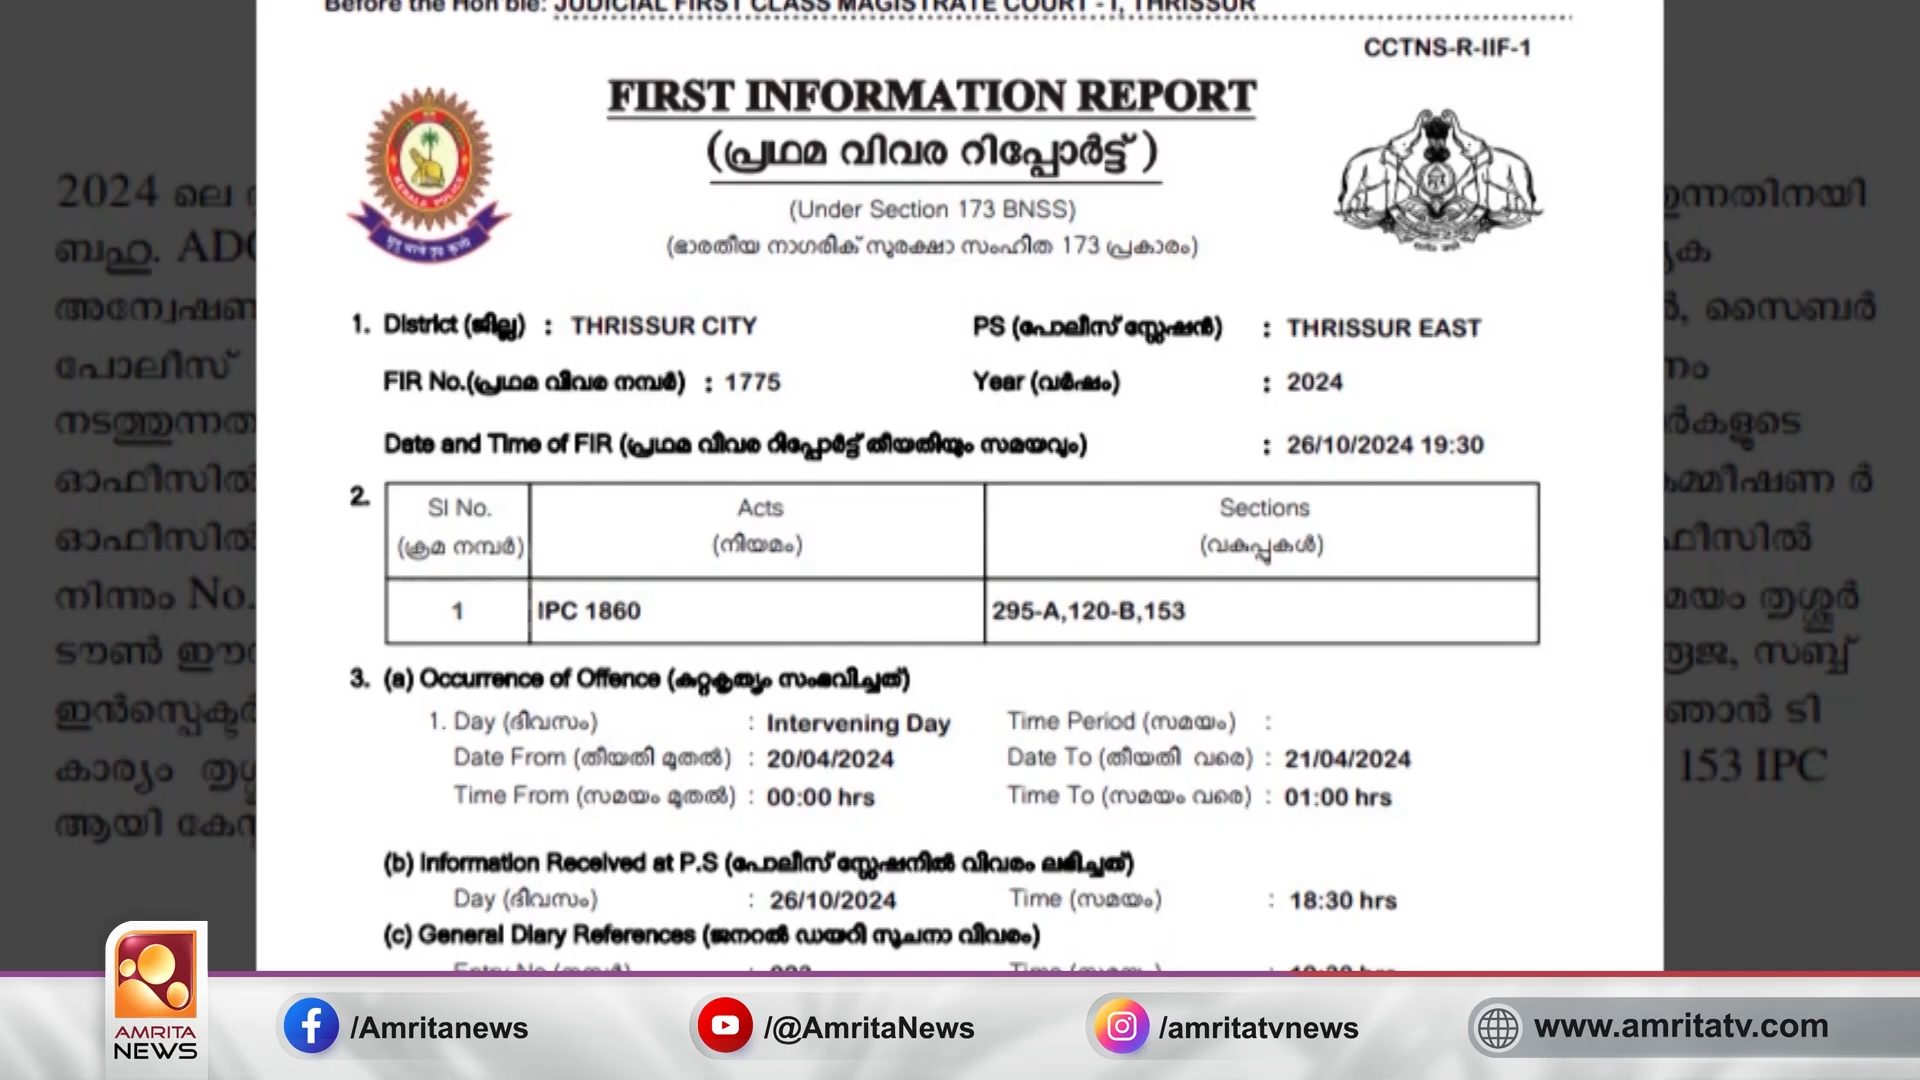 Before the Hon'ble: JUDICIAL FIRST CLASS MAGISTRATE COURT - I, THRISSUR
CCTNS-R-IIF-1
FIRST INFORMATION REPORT
(പ്രഥമ വിവര റിപ്പോർട്ട് )
(Under Section 173 BNSS)
(ഭാരതീയ നാഗരിക് സുരക്ഷാ സംഹിത 173 പ്രകാരം)
KERALA POLICE
1. District (ജില്ല) : THRISSUR CITY PS (പോലീസ് സ്റ്റേഷൻ) : THRISSUR EAST
FIR No.(പ്രഥമ വിവര നമ്പർ) : 1775 Year (വർഷം) : 2024
Date and Time of FIR (പ്രഥമ വിവര റിപ്പോർട്ട് തീയതിയും സമയവും) : 26/10/2024 19:30
2. Sl No. Acts Sections
(ക്രമ നമ്പർ) (നിയമം) (വകുപ്പുകൾ)
1 IPC 1860 295-A,120-B,153
3. (a) Occurrence of Offence (കുറ്റകൃത്യം സംഭവിച്ചത്)
1. Day (ദിവസം) : Intervening Day Time Period (സമയം) :
Date From (തീയതി മുതൽ) : 20/04/2024 Date To (തീയതി വരെ) : 21/04/2024
Time From (സമയം മുതൽ) : 00:00 hrs Time To (സമയം വരെ) : 01:00 hrs
(b) Information Received at P.S (പോലീസ് സ്റ്റേഷനിൽ വിവരം ലഭിച്ചത്)
Day (ദിവസം) : 26/10/2024 Time (സമയം) : 18:30 hrs
(c) General Diary References (ജനറൽ ഡയറി സൂചനാ വിവരം)
2024 ലെ
ബഹു.
പോലീസ്
ഓഫീസിൽ
ഓഫീസിൽ
നിന്നും No.
ടൗൺ
കാര്യം
ആയി
സൈബർ
തൃശ്ശൂർ
സബ്ബ്
ഞാൻ ടി
153 IPC
AMRITA
NEWS
/Amritanews
/@AmritaNews
/amritatvnews
www.amritatv.com